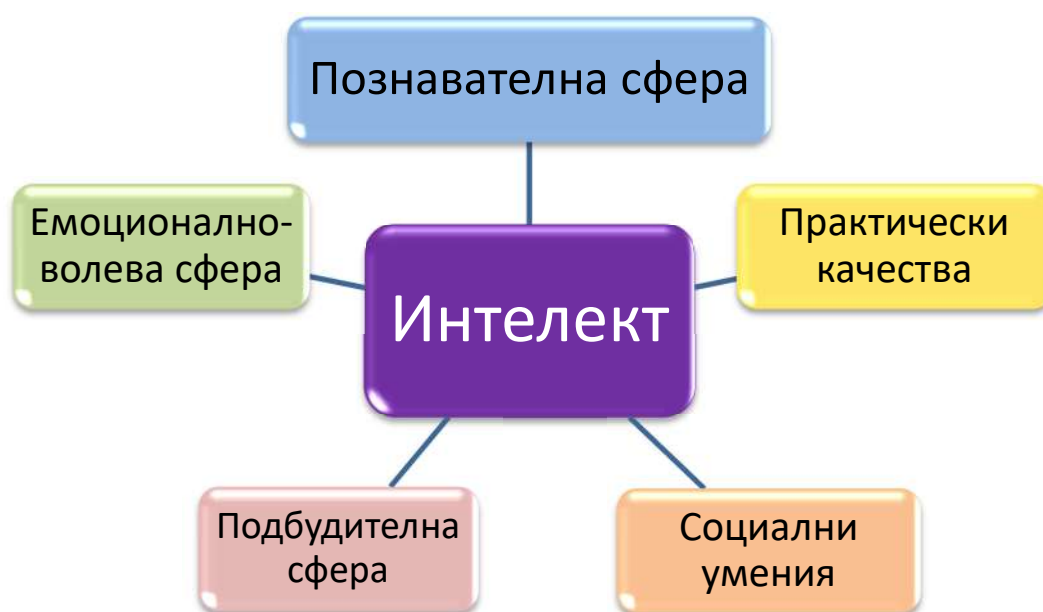 Познавателна сфера
Емоционално-
волева сфера
Практически
качества
Интелект
Подбудителна
сфера
Социални
умения